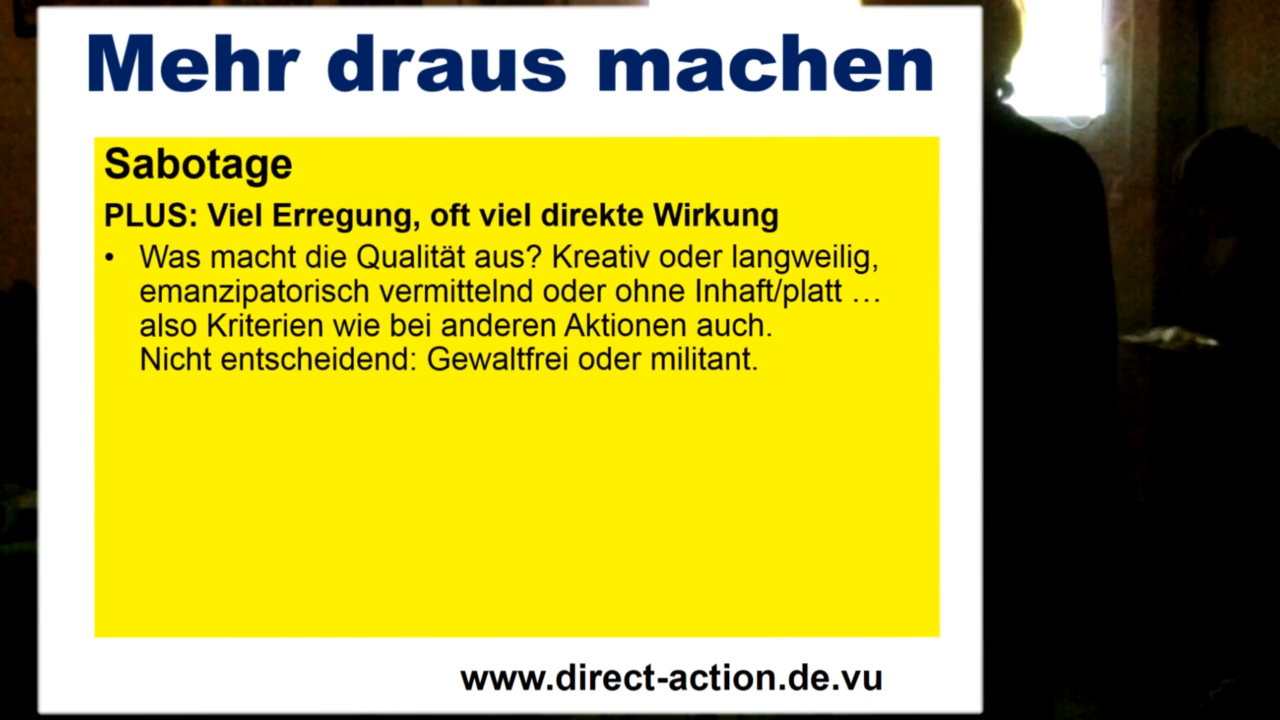 Mehr draus machen
Sabotage
PLUS: Viel Erregung, oft viel direkte Wirkung
• Was macht die Qualität aus? Kreativ oder langweilig,
emanzipatorisch vermittelnd oder ohne Inhaft/platt …
also Kriterien wie bei anderen Aktionen auch.
Nicht entscheidend: Gewaltfrei oder militant.
www.direct-action.de.vu